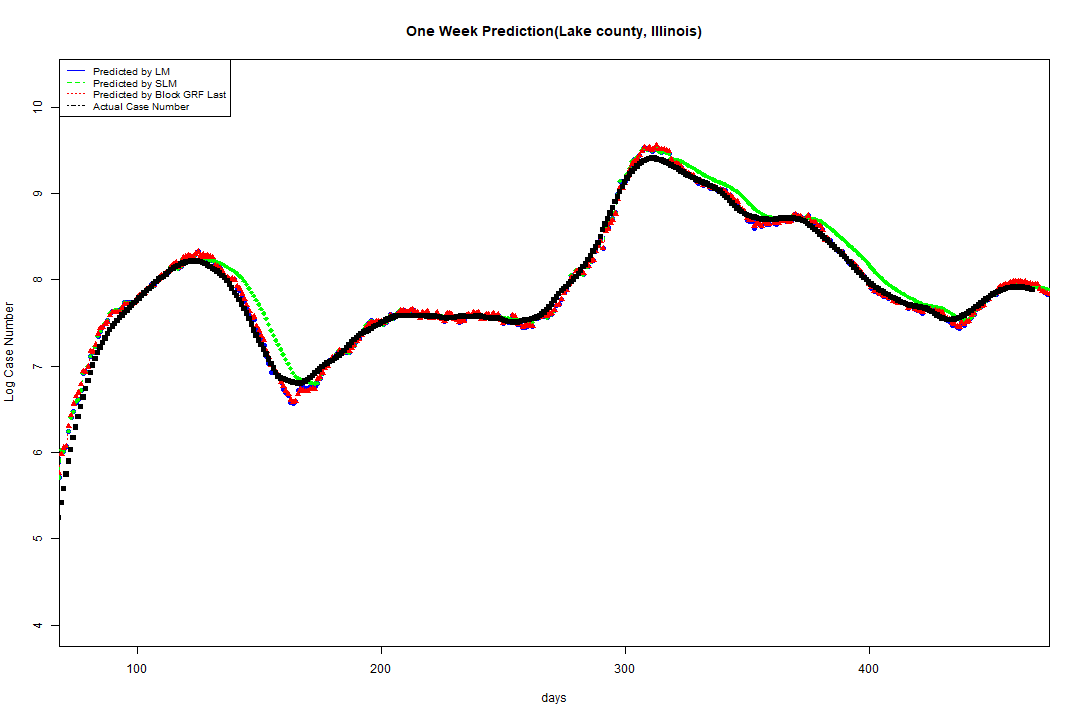 One Week Prediction(Lake county, Illinois)
Predicted by LM
Predicted by SLM
Predicted by Block GRF Last
Actual Case Number
10
9
8
7
6
5
4
Log Case Number
100 200 300 400
days